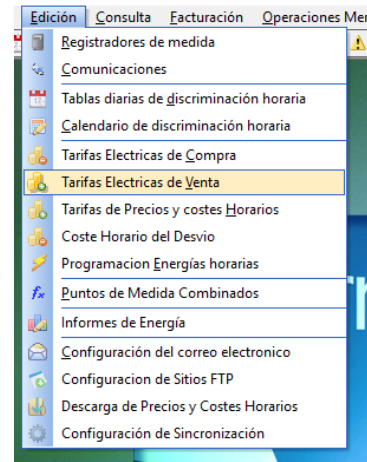 Edición Consulta Facturación Operaciones Mer
Registradores de medida
Comunicaciones
Tablas diarias de discriminación horaria
Calendario de discriminación horaria
Tarifas Electricas de Compra
Tarifas Electricas de Venta
Tarifas de Precios y costes Horarios
Coste Horario del Desvio
Programacion Energías horarias
Puntos de Medida Combinados
Informes de Energía
Configuración del correo electronico
Configuracion de Sitios FTP
Descarga de Precios y Costes Horarios
Configuración de Sincronización